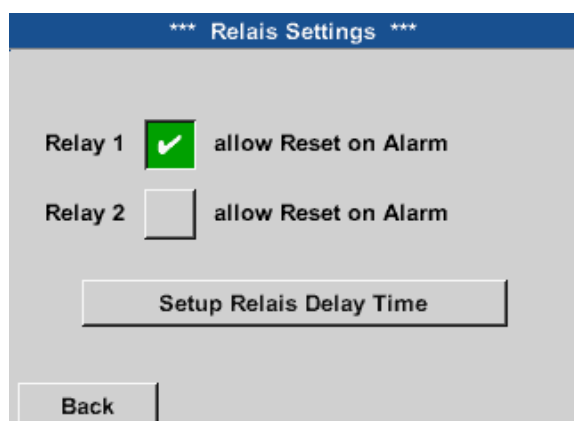 *** Relais Settings ***
Relay 1 ✔ allow Reset on Alarm
Relay 2 allow Reset on Alarm
Setup Relais Delay Time
Back